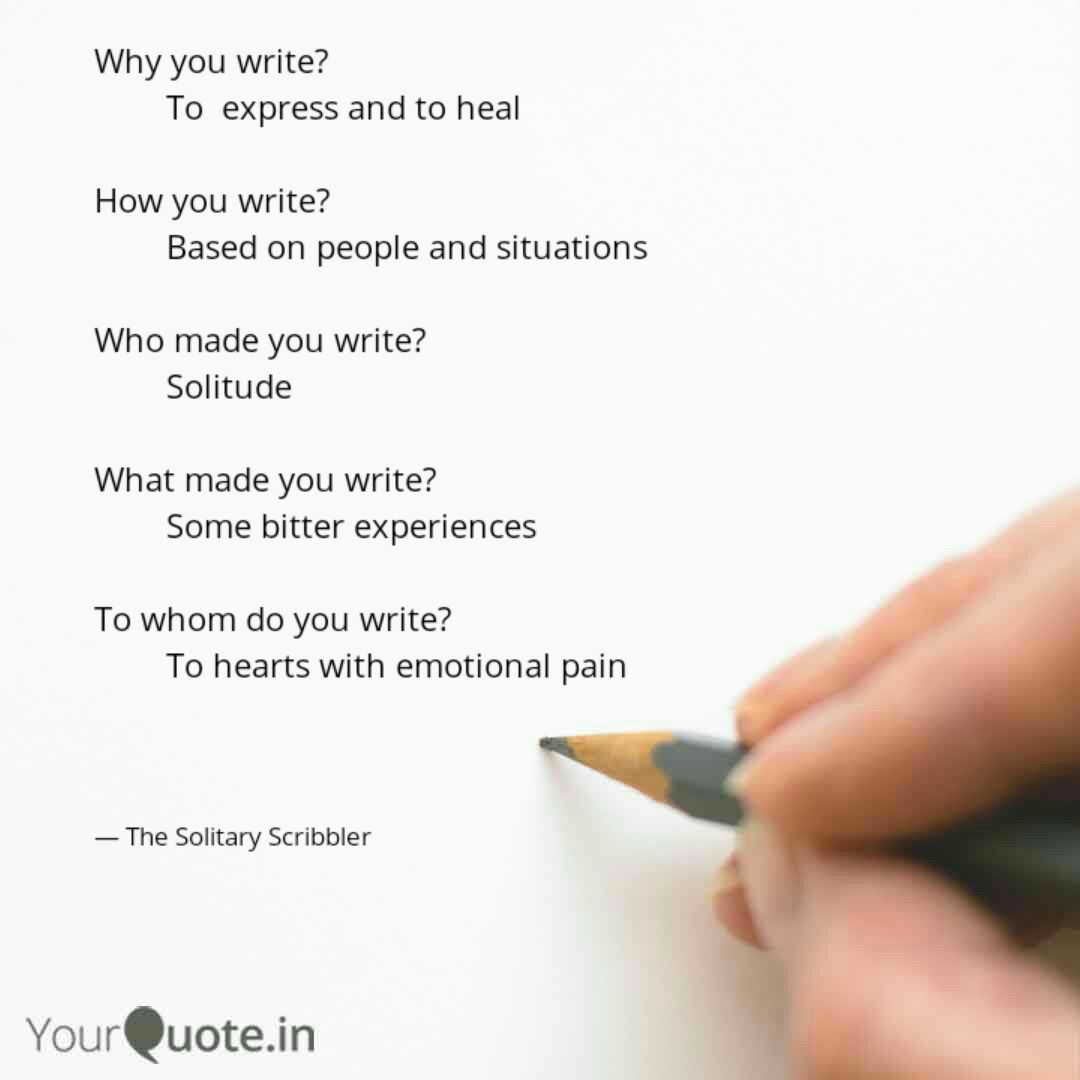 Why you write?
To  express and to heal
How you write?
Based on people and situations
Who made you write?
Solitude
What made you write?
Some bitter experiences
To whom do you write?
To hearts with emotional pain
— The Solitary Scribbler
YourQuote.in